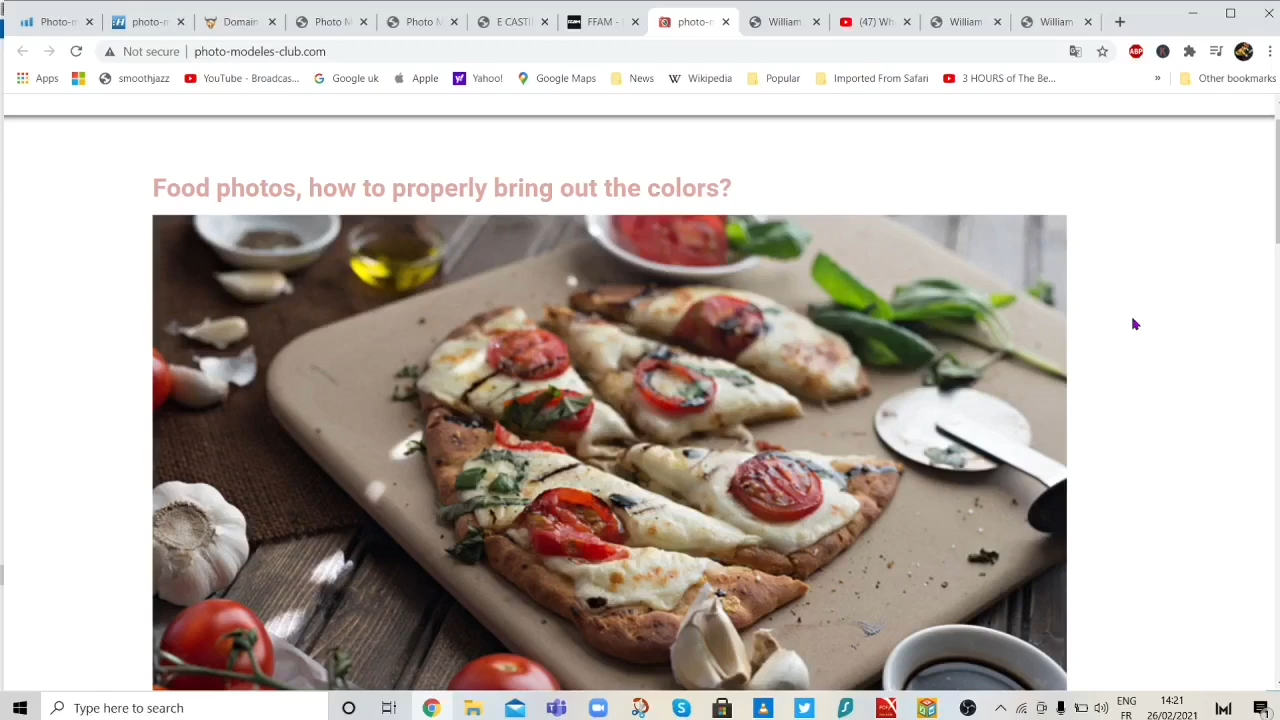 Photo-m
photo-m
Domain
Photo M
Photo M
E CASTL
FFAM -
photo-m
William
(47) Wh
William
William
Not secure photo-modeles-club.com
ABP
Apps smoothjazz YouTube - Broadcas... Google uk Apple Yahoo! Google Maps News Wikipedia Popular Imported From Safari 3 HOURS of The Be... » Other bookmarks
Food photos, how to properly bring out the colors?
Type here to search
ENG
FR
14:21
20/02/2021